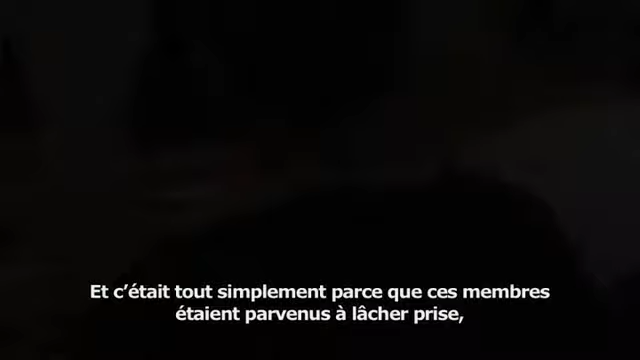 Et c’était tout simplement parce que ces membres
étaient parvenus à lâcher prise,